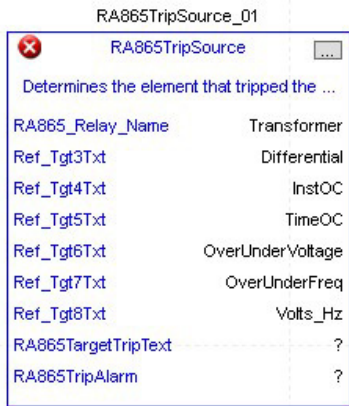 RA865TripSource_01
RA865TripSource ...
Determines the element that tripped the ...
RA865_Relay_Name Transformer
Ref_Tgt3Txt Differential
Ref_Tgt4Txt InstOC
Ref_Tgt5Txt TimeOC
Ref_Tgt6Txt OverUnderVoltage
Ref_Tgt7Txt OverUnderFreq
Ref_Tgt8Txt Volts_Hz
RA865TargetTripText ?
RA865TripAlarm ?